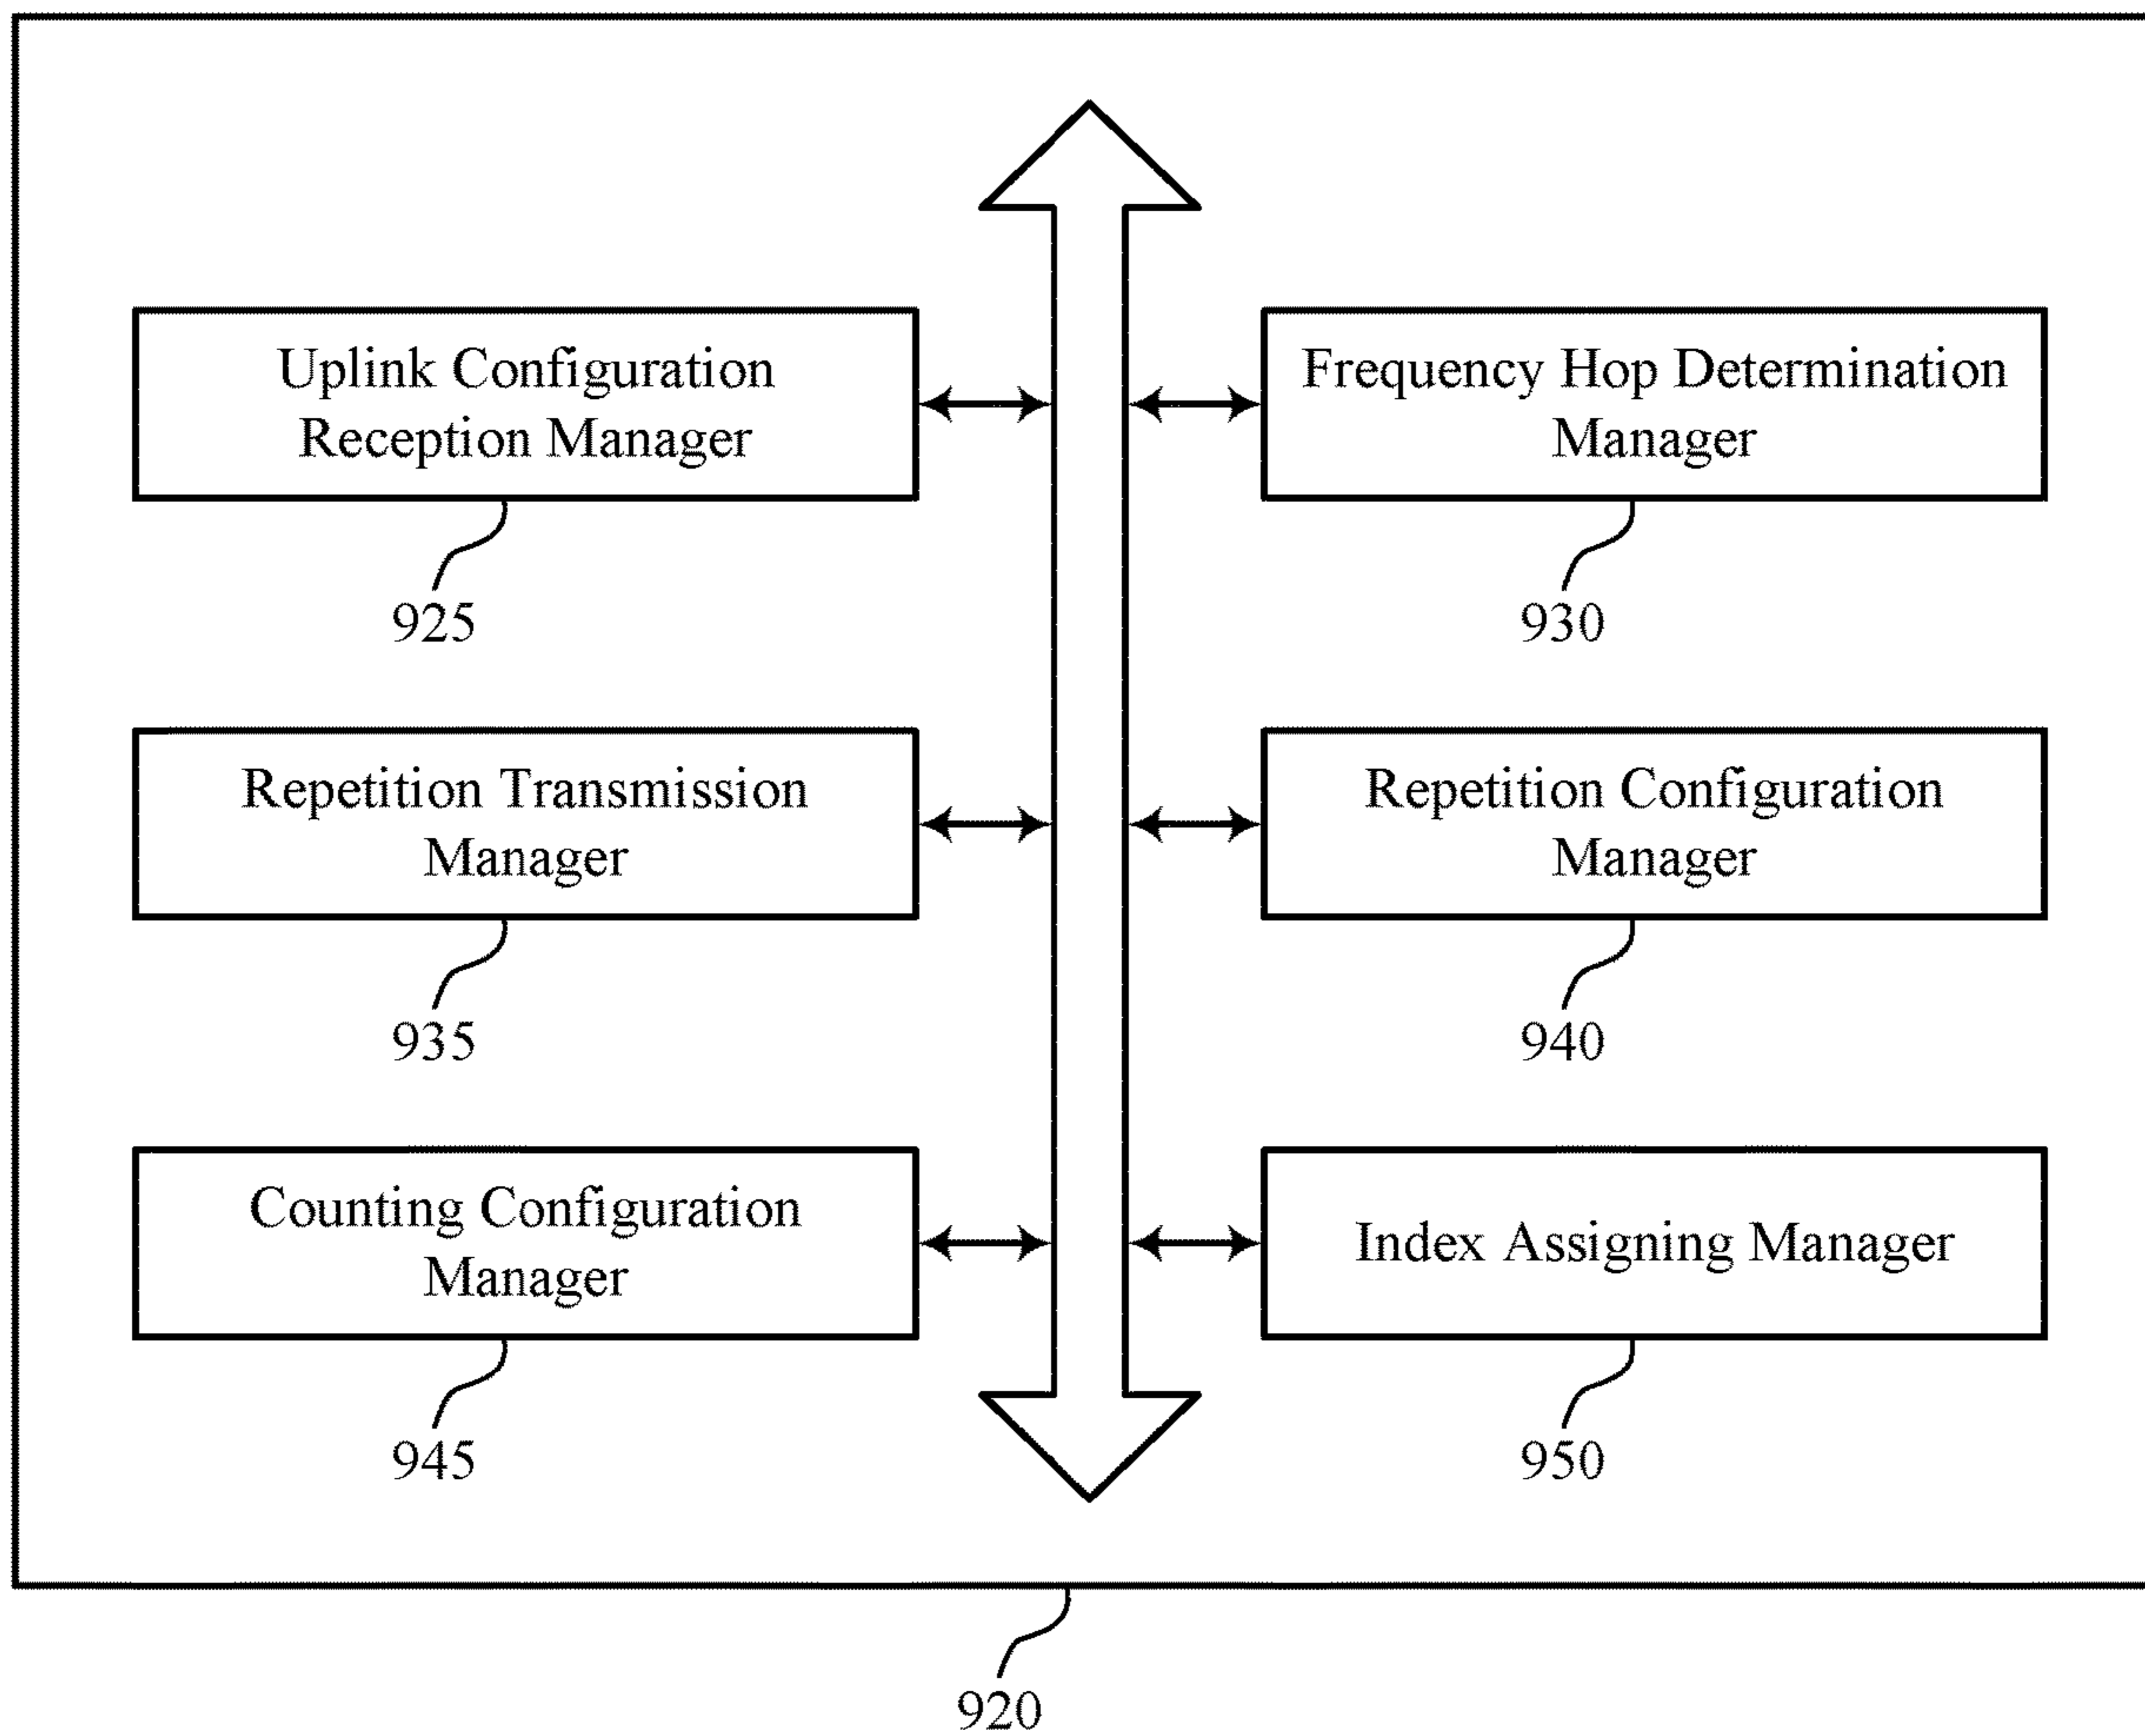 Uplink Configuration
Reception Manager
925
Frequency Hop Determination
Manager
930
Repetition Transmission
Manager
935
Repetition Configuration
Manager
940
Counting Configuration
Manager
945
Index Assigning Manager
950
920